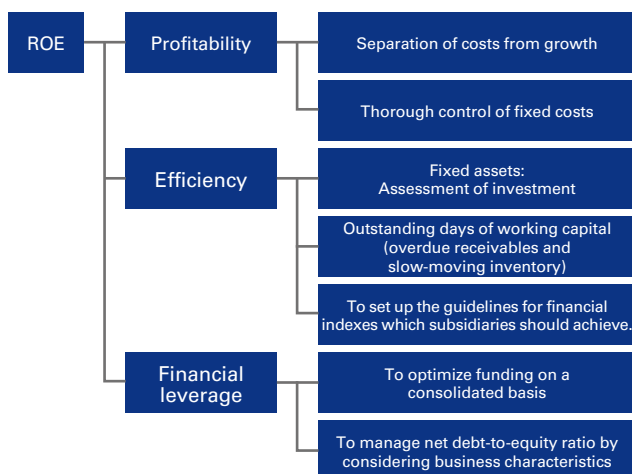 ROE
Profitability
Separation of costs from growth
Thorough control of fixed costs
Efficiency
Fixed assets:
Assessment of investment
Outstanding days of working capital
(overdue receivables and
slow-moving inventory)
To set up the guidelines for financial
indexes which subsidiaries should achieve.
Financial
leverage
To optimize funding on a
consolidated basis
To manage net debt-to-equity ratio by
considering business characteristics